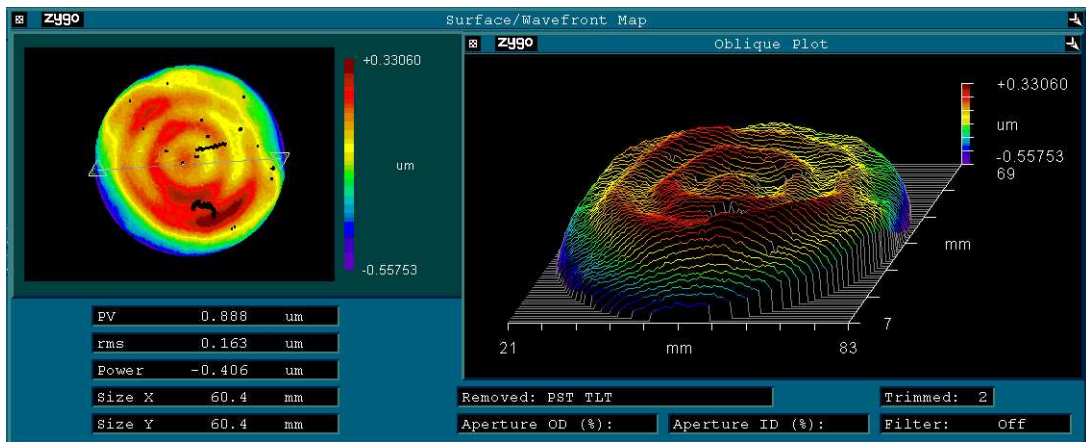 zygo Surface/Wavefront Map
+0.33060
um
-0.55753
zygo Oblique Plot
+0.33060
um
-0.55753
69
mm
7
21 mm 83
PV 0.888 um
rms 0.163 um
Power -0.406 um
Size X 60.4 mm
Size Y 60.4 mm
Removed: PST TLT
Trimmed: 2
Aperture OD (%):
Aperture ID (%):
Filter: Off